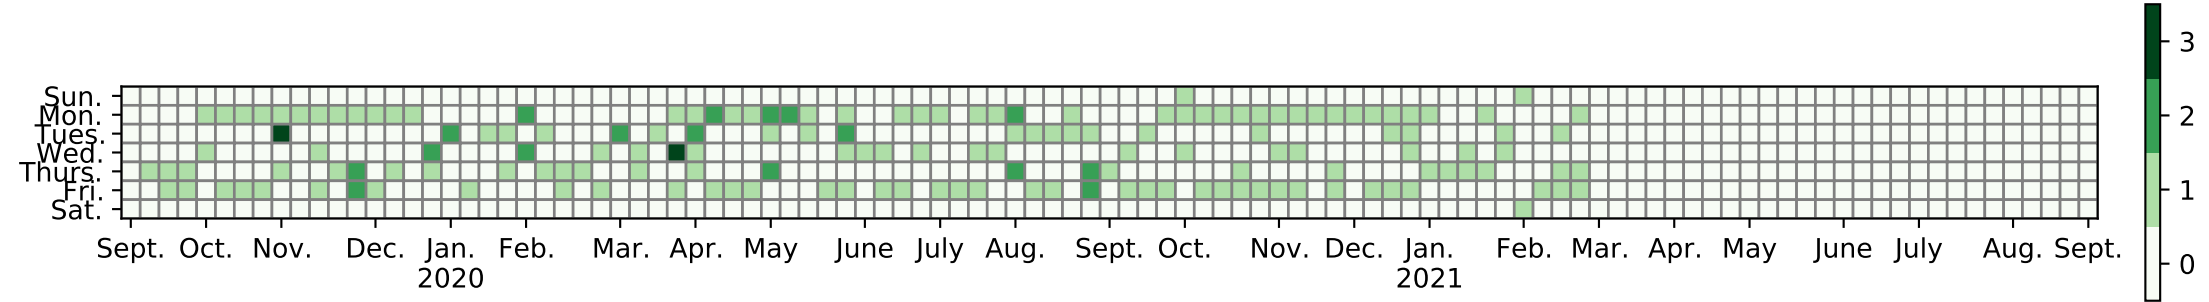 3
Sun.
Mon.
2
Tues.
Wed.
Thurs.
1
Fri.
Sat.
Sept. Oct. Nov. Dec. Jan. Feb. Mar. Apr. May June July Aug. Sept. Oct. Nov. Dec. Jan. Feb. Mar. Apr. May June July Aug. Sept.
0
2020 2021